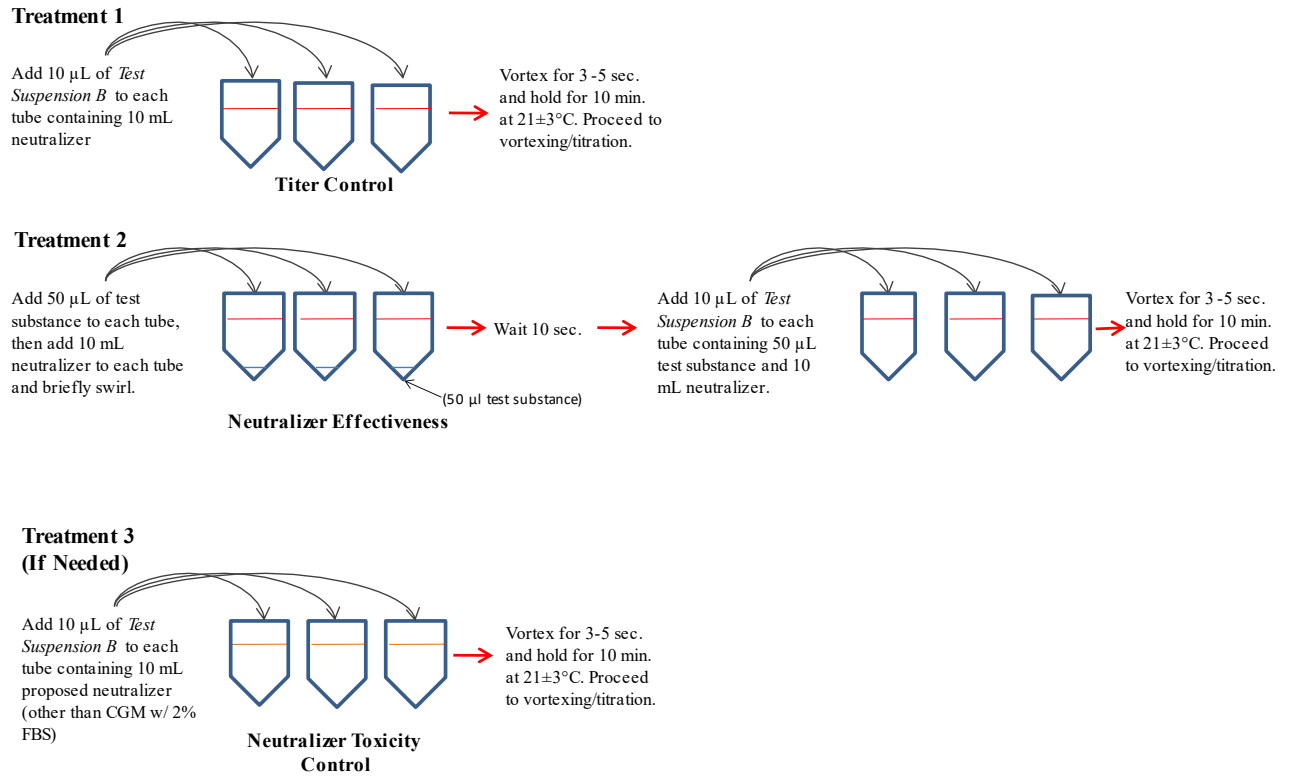 Treatment 1
Add 10 µL of Test
Suspension B to each
tube containing 10 mL
neutralizer
Vortex for 3-5 sec.
and hold for 10 min.
at 21±3°C. Proceed to
vortexing/titration.
Titer Control
Treatment 2
Add 50 µL of test
substance to each tube,
then add 10 mL
neutralizer to each tube
and briefly swirl.
Wait 10 sec.
(50 µl test substance)
Neutralizer Effectiveness
Add 10 µL of Test
Suspension B to each
tube containing 50 µL
test substance and 10
mL neutralizer.
Vortex for 3-5 sec.
and hold for 10 min.
at 21±3°C. Proceed
to vortexing/titration.
Treatment 3
(If Needed)
Add 10 µL of Test
Suspension B to each
tube containing 10 mL
proposed neutralizer
(other than CGM w/ 2%
FBS)
Vortex for 3-5 sec.
and hold for 10 min.
at 21±3°C. Proceed
to vortexing/titration.
Neutralizer Toxicity
Control